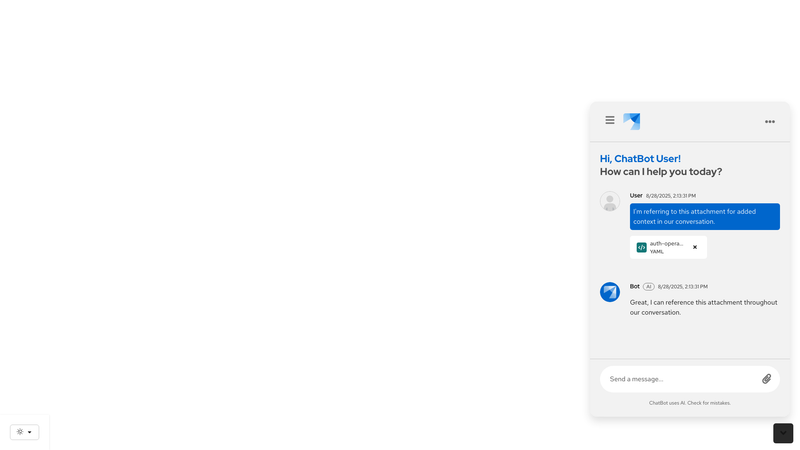 Hi, ChatBot User!
How can I help you today?
User 8/28/2025, 2:13:31 PM
I'm referring to this attachment for added
context in our conversation.
auth-opera...
YAML
Bot AI 8/28/2025, 2:13:31 PM
Great, I can reference this attachment throughout
our conversation.
Send a message...
ChatBot uses AI. Check for mistakes.